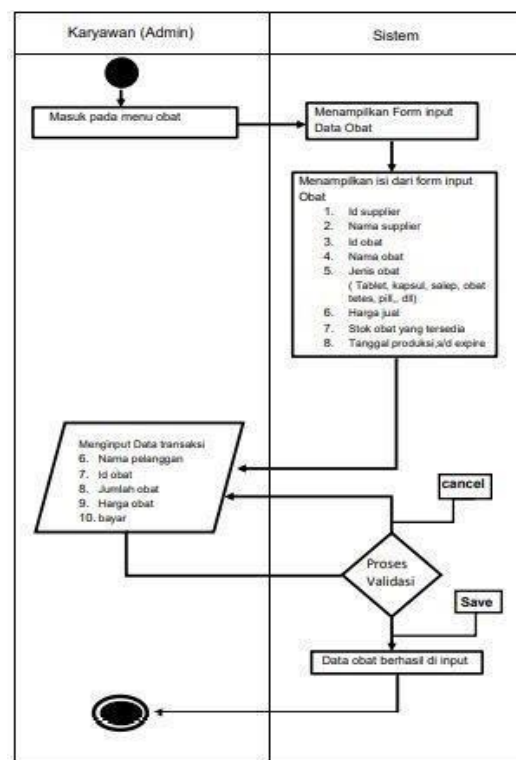 Karyawan (Admin)
Sistem
Masuk pada menu obat
Menampilkan Form input
Data Obat
Menampilkan isi dari form input
Obat
1. Id supplier
2. Nama supplier
3. Id obat
4. Nama obat
5. Jenis obat
( Tablet, kapsul, salep, obat
tetes, pill,. dll)
6. Harga jual
7. Stok obat yang tersedia
8. Tanggal produksi,s/d expire
Menginput Data transaksi
6. Nama pelanggan
7. Id obat
8. Jumlah obat
9. Harga obat
10. bayar
cancel
Proses
Validasi
Save
Data obat berhasil di input